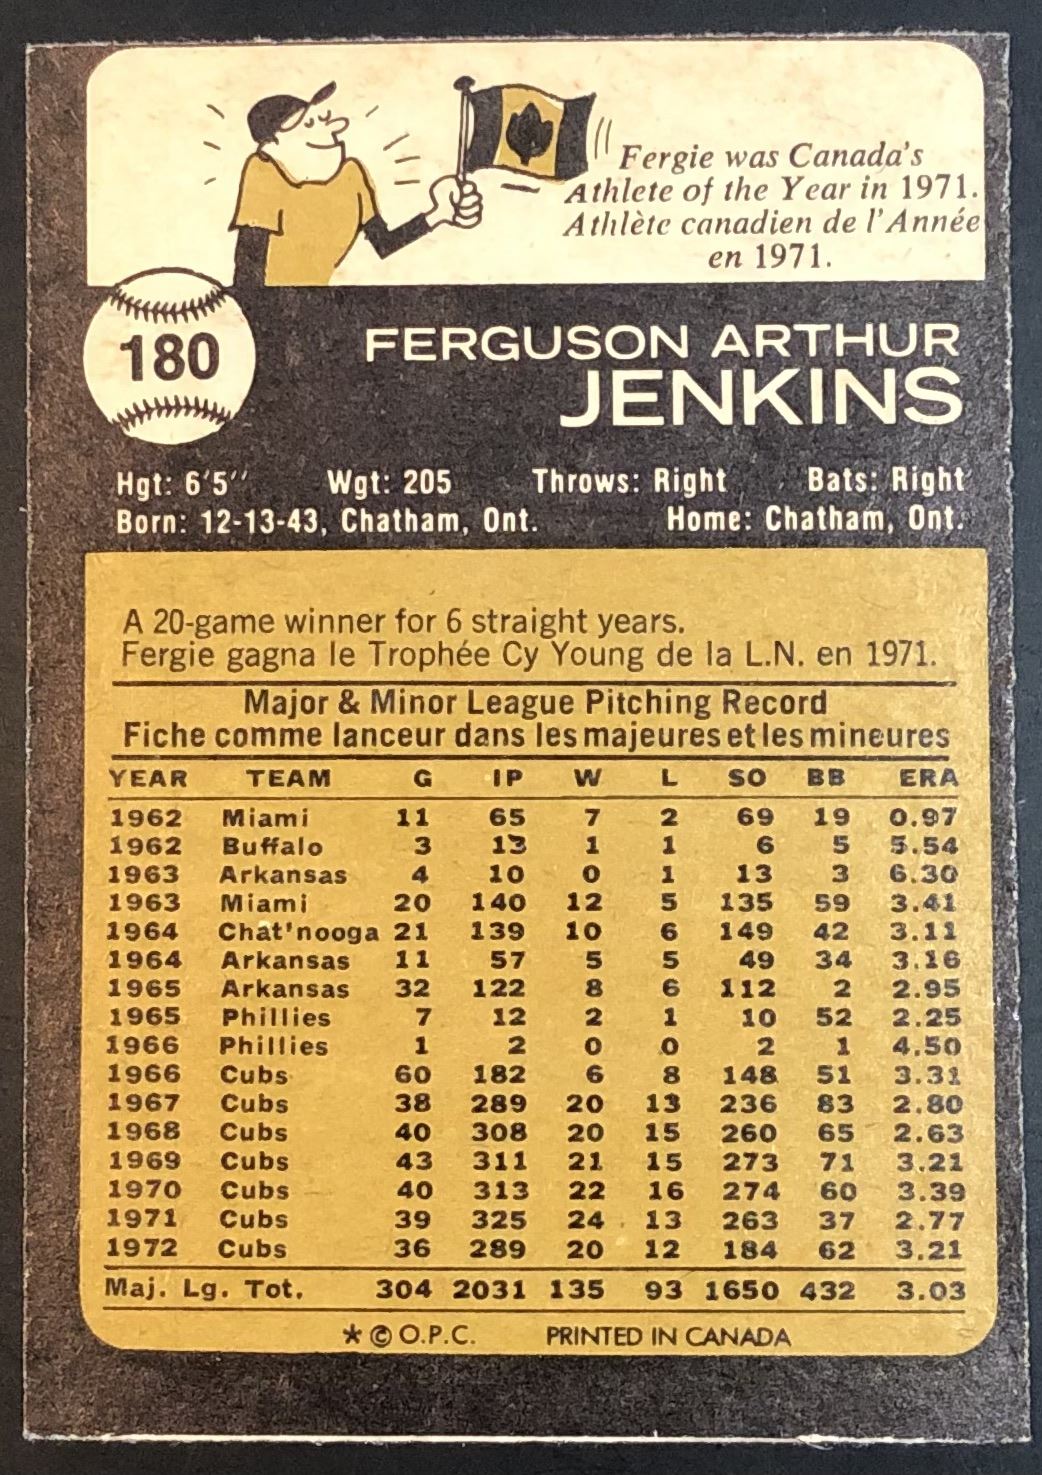 Fergie was Canada's
Athlete of the Year in 1971.
Athlète canadien de l'Année
en 1971.
180
FERGUSON ARTHUR
JENKINS
Hgt: 6'5" Wgt: 205 Throws: Right Bats: Right
Born: 12-13-43, Chatham, Ont. Home: Chatham, Ont.
A 20-game winner for 6 straight years.
Fergie gagna le Trophée Cy Young de la L.N. en 1971.
Major & Minor League Pitching Record
Fiche comme lanceur dans les majeures et les mineures
YEAR TEAM G IP W L SO BB ERA
1962 Miami 11 65 7 2 69 19 0.97
1962 Buffalo 3 13 1 1 6 5 5.54
1963 Arkansas 4 10 0 1 13 3 6.30
1963 Miami 20 140 12 5 135 59 3.41
1964 Chat'nooga 21 139 10 6 149 42 3.11
1964 Arkansas 11 57 5 5 49 34 3.16
1965 Arkansas 32 122 8 6 112 2 2.95
1965 Phillies 7 12 2 1 10 52 2.25
1966 Phillies 1 2 0 0 2 1 4.50
1966 Cubs 60 182 6 8 148 51 3.31
1967 Cubs 38 289 20 13 236 83 2.80
1968 Cubs 40 308 20 15 260 65 2.63
1969 Cubs 43 311 21 15 273 71 3.21
1970 Cubs 40 313 22 16 274 60 3.39
1971 Cubs 39 325 24 13 263 37 2.77
1972 Cubs 36 289 20 12 184 62 3.21
Maj. Lg. Tot. 304 2031 135 93 1650 432 3.03
* © O.P.C. PRINTED IN CANADA